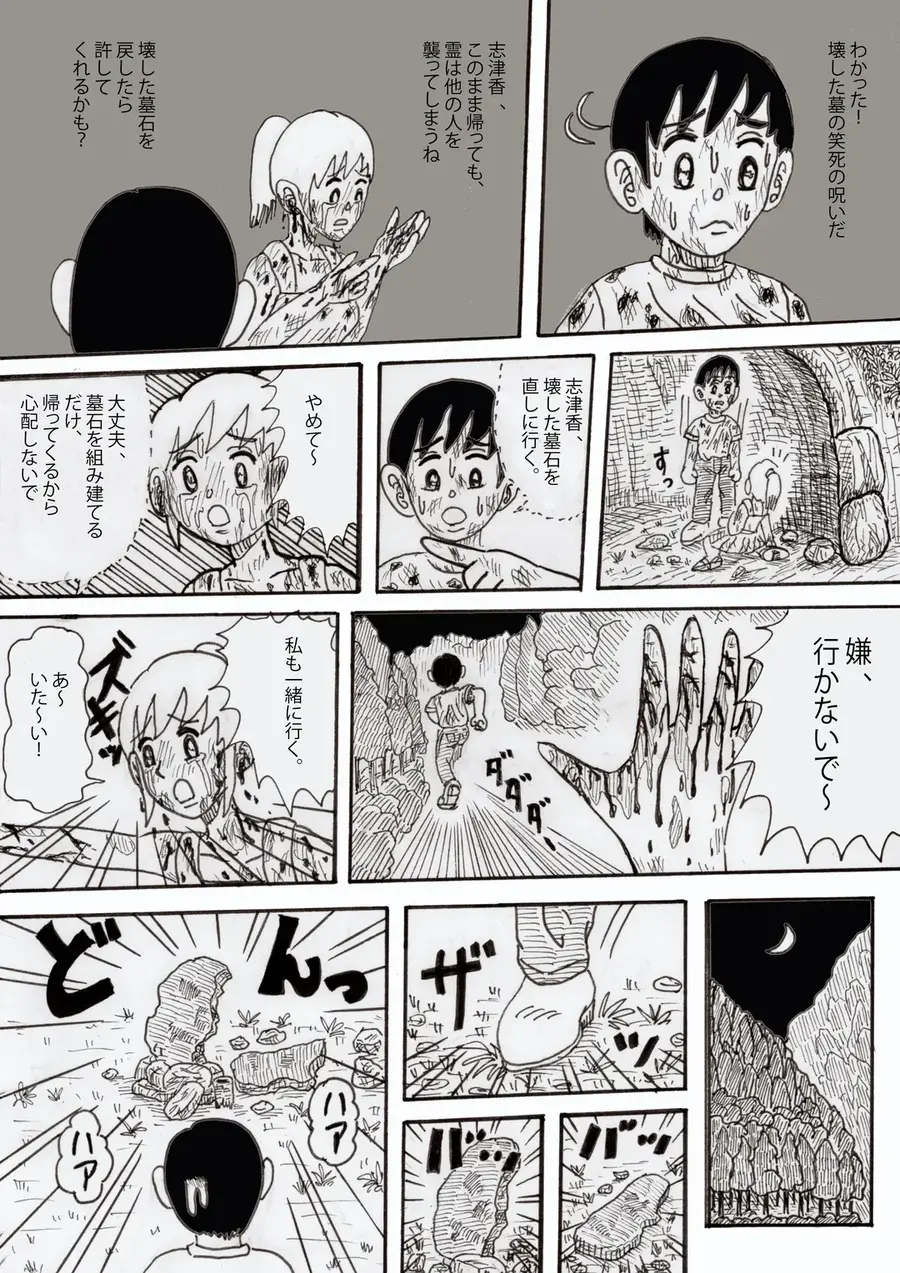 わかった！
壊した墓の笑死の呪いだ
志津香、
このまま帰っても、
霊は他の人を
襲ってしまうね
壊した墓石を
戻したら
許して
くれるかも？
すっ
志津香、
壊した墓石を
直しに行く。
やめて～
大丈夫、
墓石を組み建てる
だけ、
帰ってくるから
心配しないで
嫌、
行かないで～
ダダダダ
私も一緒に行く。
ズキッ
あ～
いた～い！
ザッ
バッ
バッ
どんっ
ハア
ハア